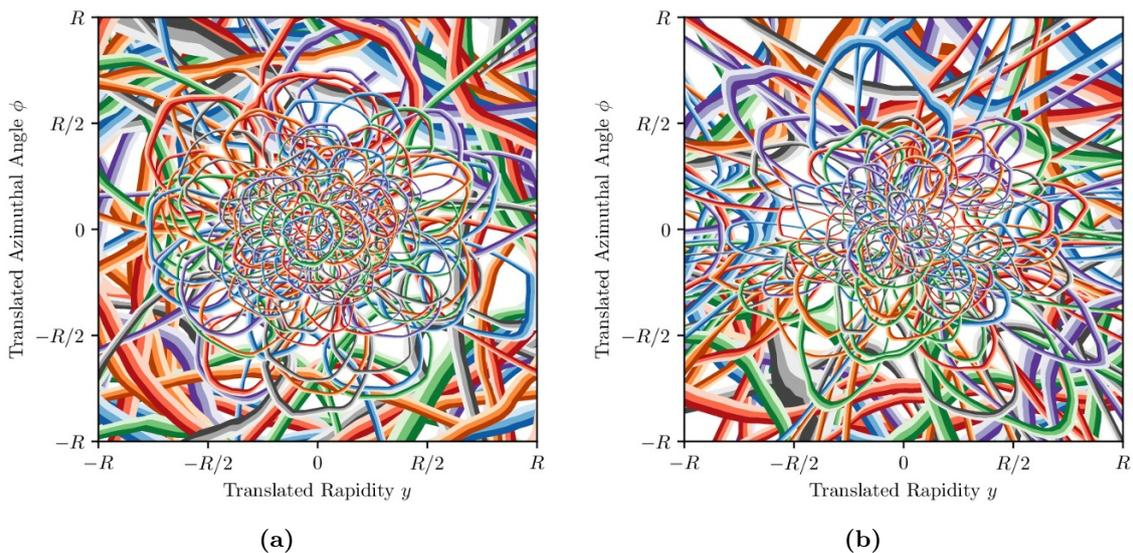 R
R/2
0
−R/2
−R
Translated Azimuthal Angle ϕ
−R
−R/2
0
R/2
R
Translated Rapidity y
(a)
R
R/2
0
−R/2
−R
Translated Azimuthal Angle ϕ
−R
−R/2
0
R/2
R
Translated Rapidity y
(b)